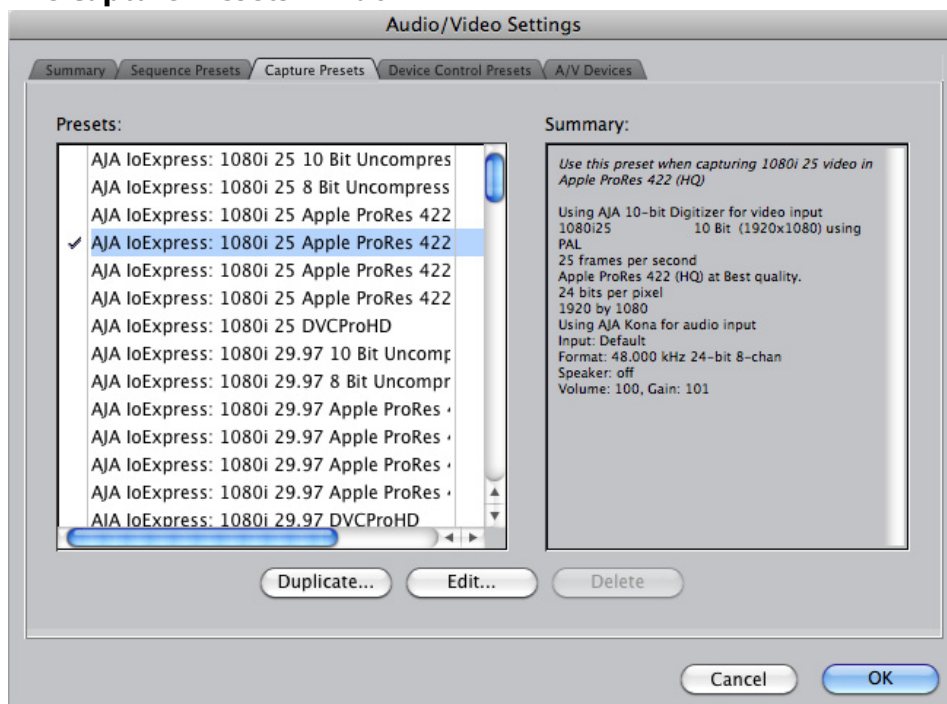 Audio/Video Settings
Summary
Sequence Presets
Capture Presets
Device Control Presets
A/V Devices
Presets:
AJA IoExpress: 1080i 25 10 Bit Uncompres
AJA IoExpress: 1080i 25 8 Bit Uncompress
AJA IoExpress: 1080i 25 Apple ProRes 422
✓ AJA IoExpress: 1080i 25 Apple ProRes 422
AJA IoExpress: 1080i 25 Apple ProRes 422
AJA IoExpress: 1080i 25 Apple ProRes 422
AJA IoExpress: 1080i 25 DVCProHD
AJA IoExpress: 1080i 29.97 10 Bit Uncomp
AJA IoExpress: 1080i 29.97 8 Bit Uncompr
AJA IoExpress: 1080i 29.97 Apple ProRes
AJA IoExpress: 1080i 29.97 Apple ProRes
AJA IoExpress: 1080i 29.97 Apple ProRes
AJA IoExpress: 1080i 29.97 Apple ProRes
AJA IoExpress: 1080i 29.97 DVCProHD
Summary:
Use this preset when capturing 1080i 25 video in
Apple ProRes 422 (HQ)
Using AJA 10-bit Digitizer for video input
1080i25 10 Bit (1920x1080) using
PAL
25 frames per second
Apple ProRes 422 (HQ) at Best quality.
24 bits per pixel
1920 by 1080
Using AJA Kona for audio input
Input: Default
Format: 48.000 kHz 24-bit 8-chan
Speaker: off
Volume: 100, Gain: 101
Duplicate...
Edit...
Delete
Cancel
OK